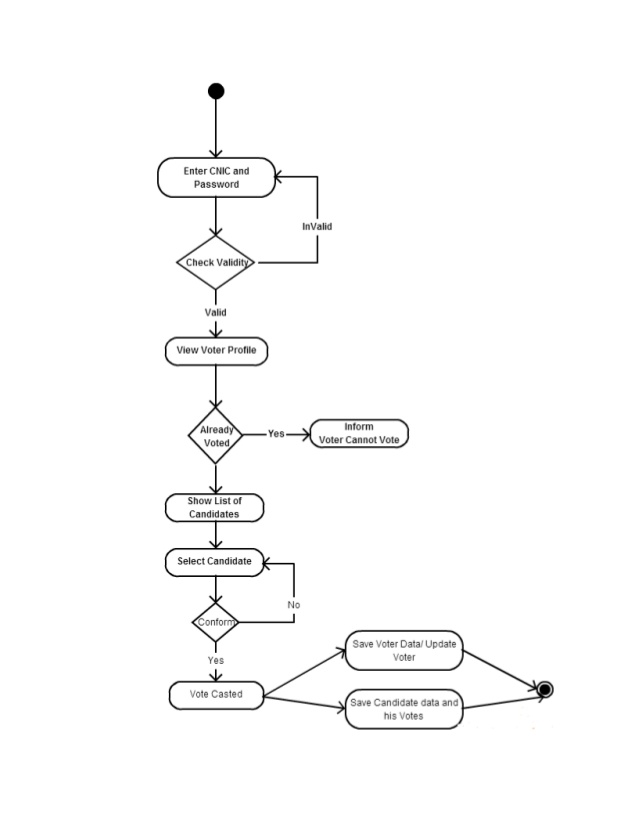 Enter CNIC and
Password
InValid
Check Validity
Valid
View Voter Profile
Already
Voted
Yes
Inform
Voter Cannot Vote
Show List of
Candidates
Select Candidate
No
Conform
Yes
Vote Casted
Save Voter Data/ Update
Voter
Save Candidate data and
his Votes